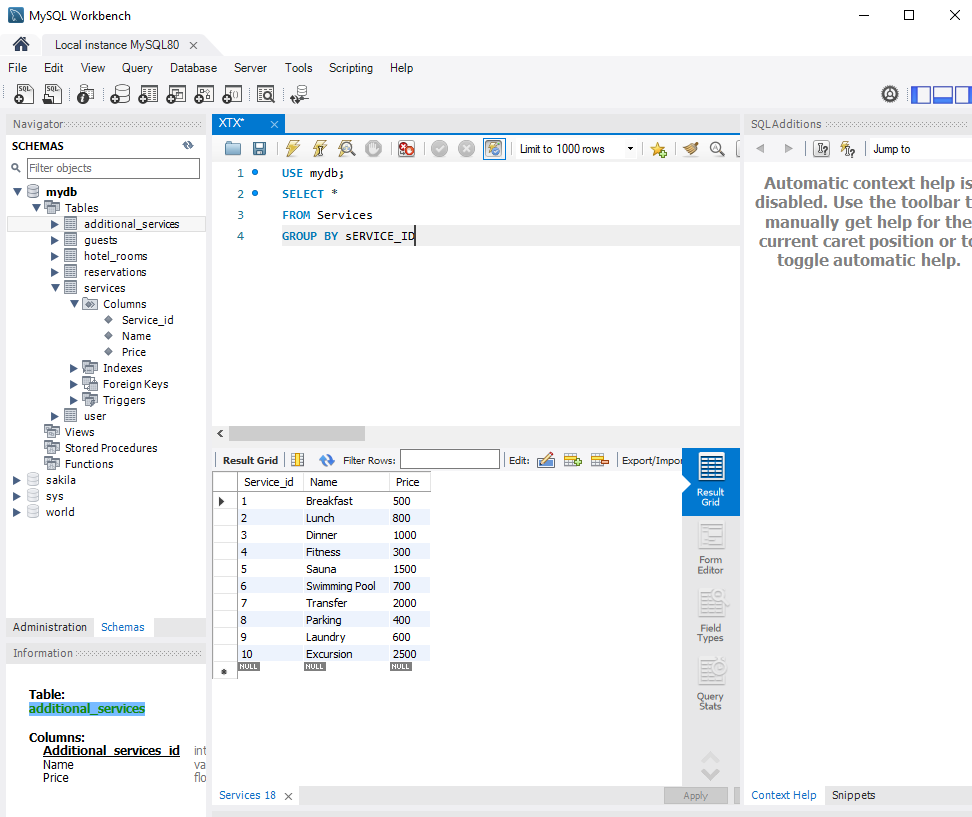 MySQL Workbench
Local instance MySQL80
File Edit View Query Database Server Tools Scripting Help
Navigator
SCHEMAS
Filter objects
mydb
Tables
additional_services
guests
hotel_rooms
reservations
services
Columns
Service_id
Name
Price
Indexes
Foreign Keys
Triggers
user
Views
Stored Procedures
Functions
sakila
sys
world
Administration Schemas
Information
Table:
additional_services
Columns:
Additional_services_id int
Name va
Price flo
XTX*
Limit to 1000 rows
1 USE mydb;
2 SELECT *
3 FROM Services
4 GROUP BY sERVICE_ID
Result Grid Filter Rows: Edit: Export/Impor
Service_id Name Price
1 Breakfast 500
2 Lunch 800
3 Dinner 1000
4 Fitness 300
5 Sauna 1500
6 Swimming Pool 700
7 Transfer 2000
8 Parking 400
9 Laundry 600
10 Excursion 2500
NULL NULL NULL
Result
Grid
Form
Editor
Field
Types
Query
Stats
Services 18
Apply
SQLAdditions
Jump to
Automatic context help is
disabled. Use the toolbar t
manually get help for the
current caret position or to
toggle automatic help.
Context Help Snippets